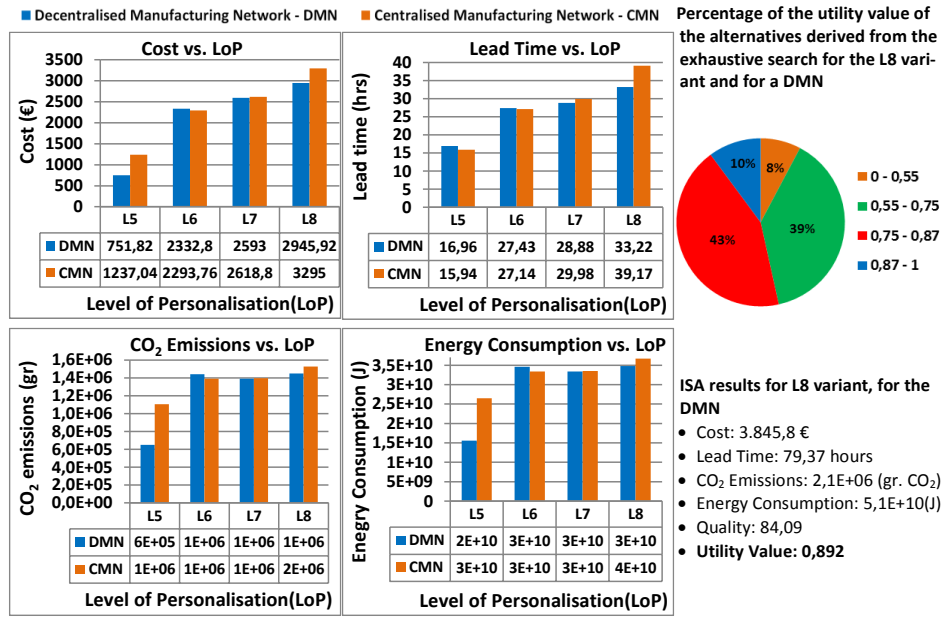 Decentralised Manufacturing Network - DMN
Centralised Manufacturing Network - CMN
Cost vs. LoP
Cost (€)
3500
3000
2500
2000
1500
1000
500
0
L5 L6 L7 L8
DMN 751,82 2332,8 2593 2945,92
CMN 1237,04 2293,76 2618,8 3295
Level of Personalisation(LoP)
Lead Time vs. LoP
Lead time (hrs)
40
35
30
25
20
15
10
5
0
L5 L6 L7 L8
DMN 16,96 27,43 28,88 33,22
CMN 15,94 27,14 29,98 39,17
Level of Personalisation(LoP)
Percentage of the utility value of
the alternatives derived from the
exhaustive search for the L8 vari-
ant and for a DMN
10%
8%
43%
39%
0 - 0,55
0,55 - 0,75
0,75 - 0,87
0,87 - 1
CO₂ Emissions vs. LoP
CO₂ emissions (gr)
1,6E+06
1,4E+06
1,2E+06
1,0E+06
8,0E+05
6,0E+05
4,0E+05
2,0E+05
0,0E+00
L5 L6 L7 L8
DMN 6E+05 1E+06 1E+06 1E+06
CMN 1E+06 1E+06 1E+06 2E+06
Level of Personalisation(LoP)
Energy Consumption vs. LoP
Enegry Consumption (J)
3,5E+10
3E+10
2,5E+10
2E+10
1,5E+10
1E+10
5E+09
0
L5 L6 L7 L8
DMN 2E+10 3E+10 3E+10 3E+10
CMN 3E+10 3E+10 3E+10 4E+10
Level of Personalisation(LoP)
ISA results for L8 variant, for the
DMN
• Cost: 3.845,8 €
• Lead Time: 79,37 hours
• CO₂ Emissions: 2,1E+06 (gr. CO₂)
• Energy Consumption: 5,1E+10(J)
• Quality: 84,09
• Utility Value: 0,892